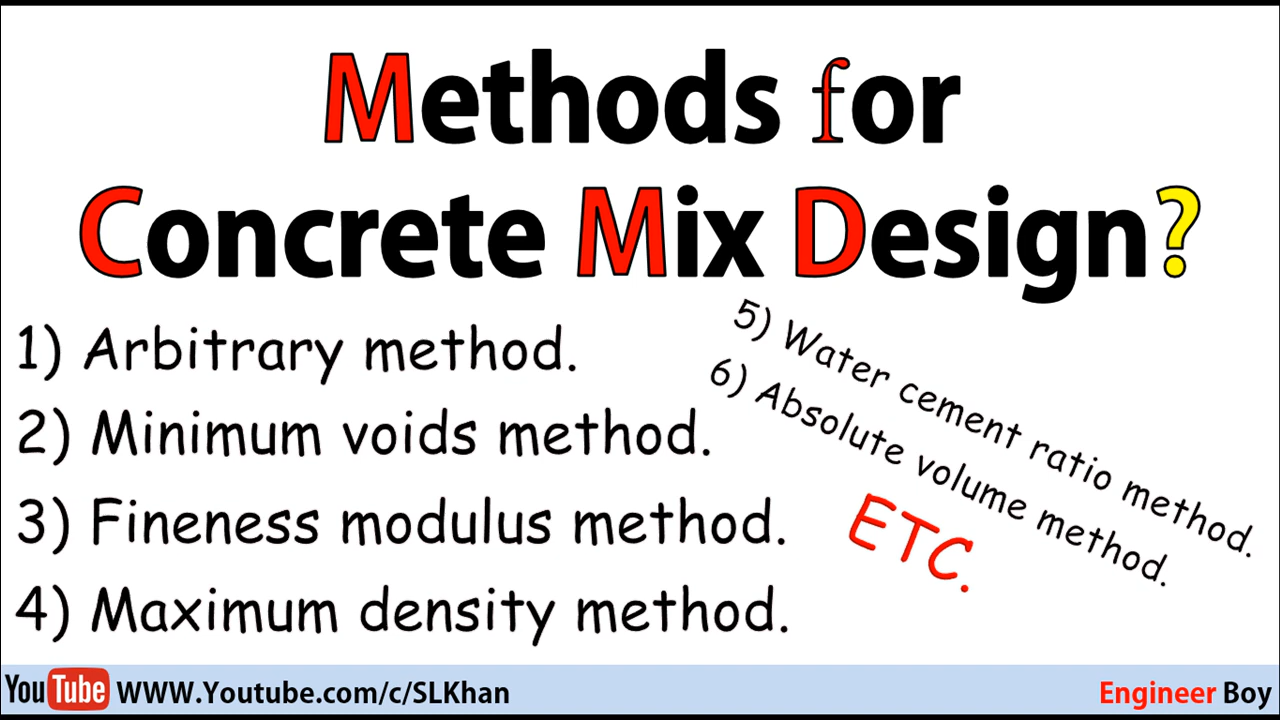 Methods for
Concrete Mix Design?
1) Arbitrary method.
2) Minimum voids method.
3) Fineness modulus method.
4) Maximum density method.
5) Water cement ratio method.
6) Absolute volume method.
ETC.
YouTube WWW.Youtube.com/c/SLKhan
Engineer Boy